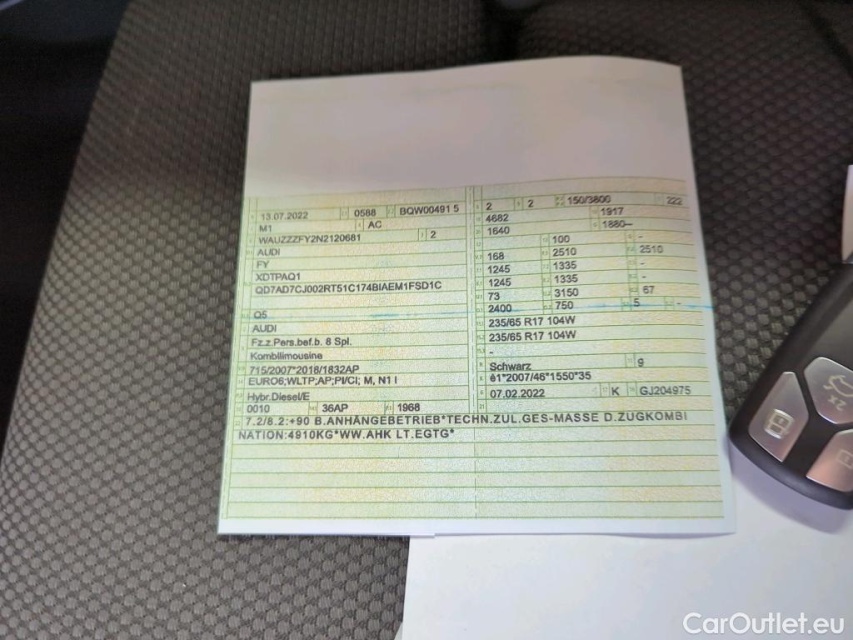 13.07.2022 0588 BQW00491 5
M1 AC
WAUZZZFY2N2120681 2
AUDI
FY
XDTPAQ1
QD7AD7CJ002RT51C174BIAEM1FSD1C
Q5
AUDI
Fz.z.Pers.bef.b. 8 Spl.
Kombilimousine
715/2007*2018/1832AP
EURO6;WLTP;AP;PI/CI; M, N1 I
Hybr.Diesel/E
0010 36AP 1968
2 2 150/3800 222
4682 1917
1640 1880--
100 -
168 2510 2510
1245 1335 -
1245 1335 -
73 3150 67
2400 750 5 -
235/65 R17 104W
235/65 R17 104W
-
Schwarz 9
e1*2007/46*1550*35
07.02.2022 K GJ204975
7.2/8.2:+90 B.ANHÄNGEBETRIEB*TECHN.ZUL.GES-MASSE D.ZUGKOMBI
NATION:4910KG*WW.AHK LT.EGTG*
CarOutlet.eu